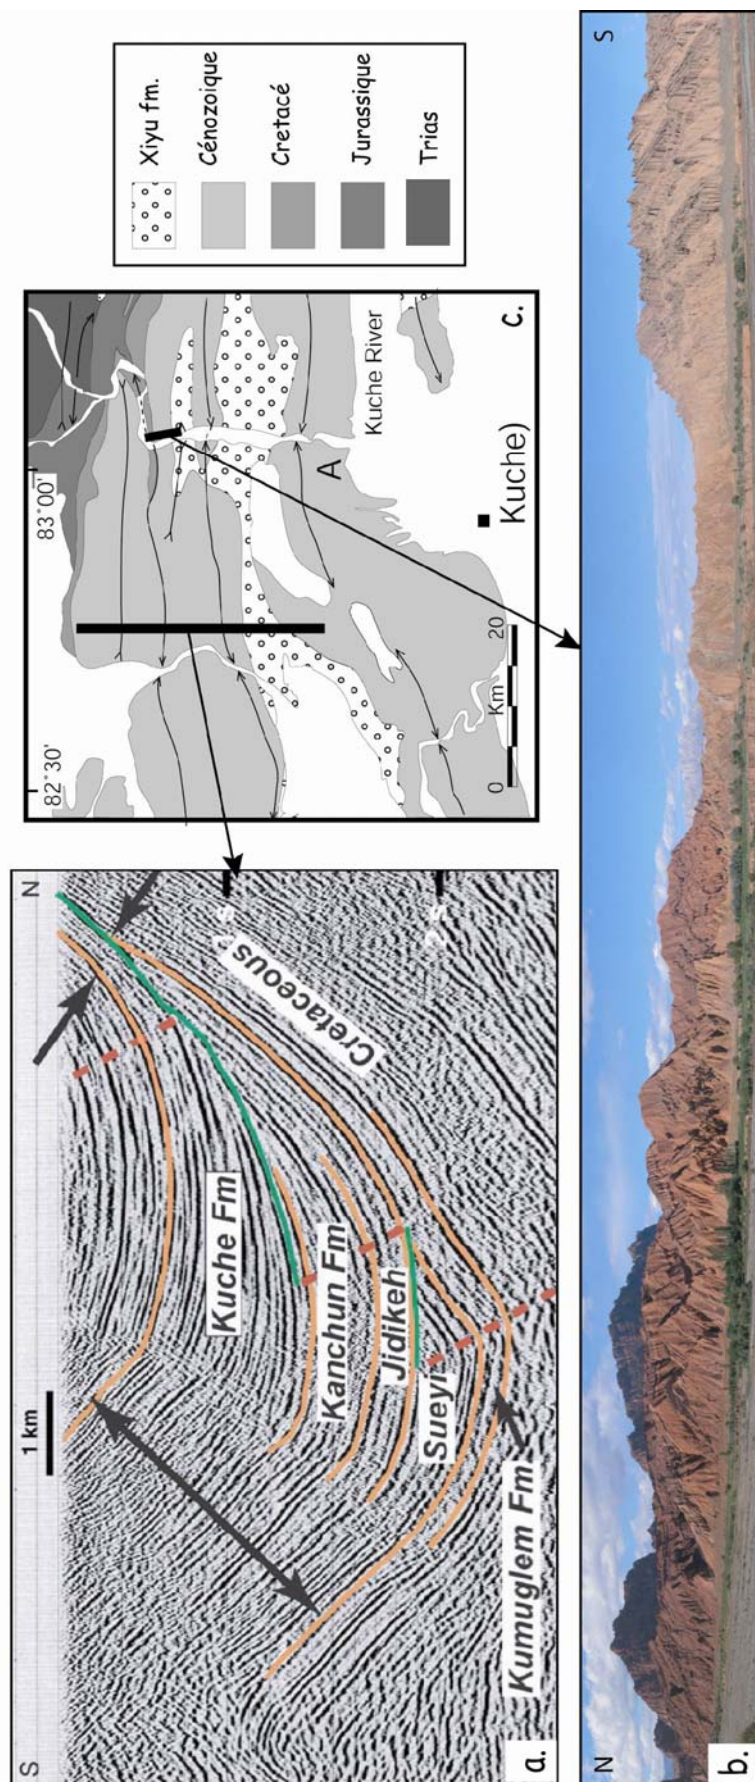 S
N
1 km
Kuche Fm
Kanchun Fm
Jidikeh
Sueyi
Cretaceous
2 s
Kumuglem Fm.
a.
82˚30'
83˚00'
A
Kuche River
Kuche)
0 Km 20
c.
Xiyu fm.
Cénozoique
Cretacé
Jurassique
Trias
N
S
b.